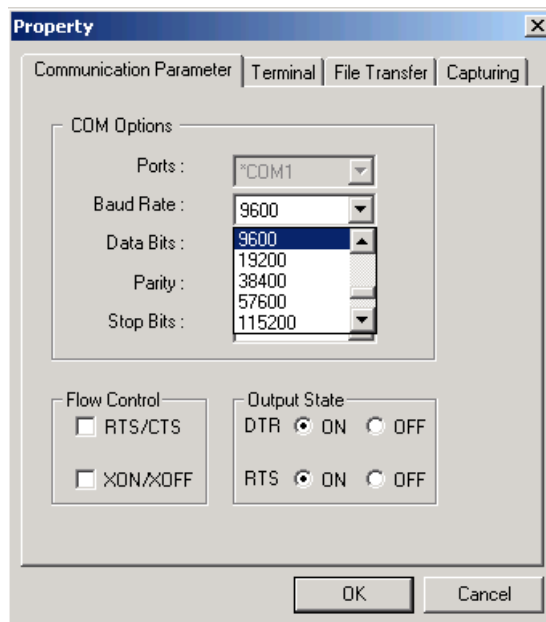 Property
Communication Parameter Terminal File Transfer Capturing
COM Options
Ports : *COM1
Baud Rate : 9600
Data Bits : 9600
19200
Parity : 38400
57600
Stop Bits : 115200
Flow Control Output State
RTS/CTS DTR ON OFF
XON/XOFF RTS ON OFF
OK Cancel